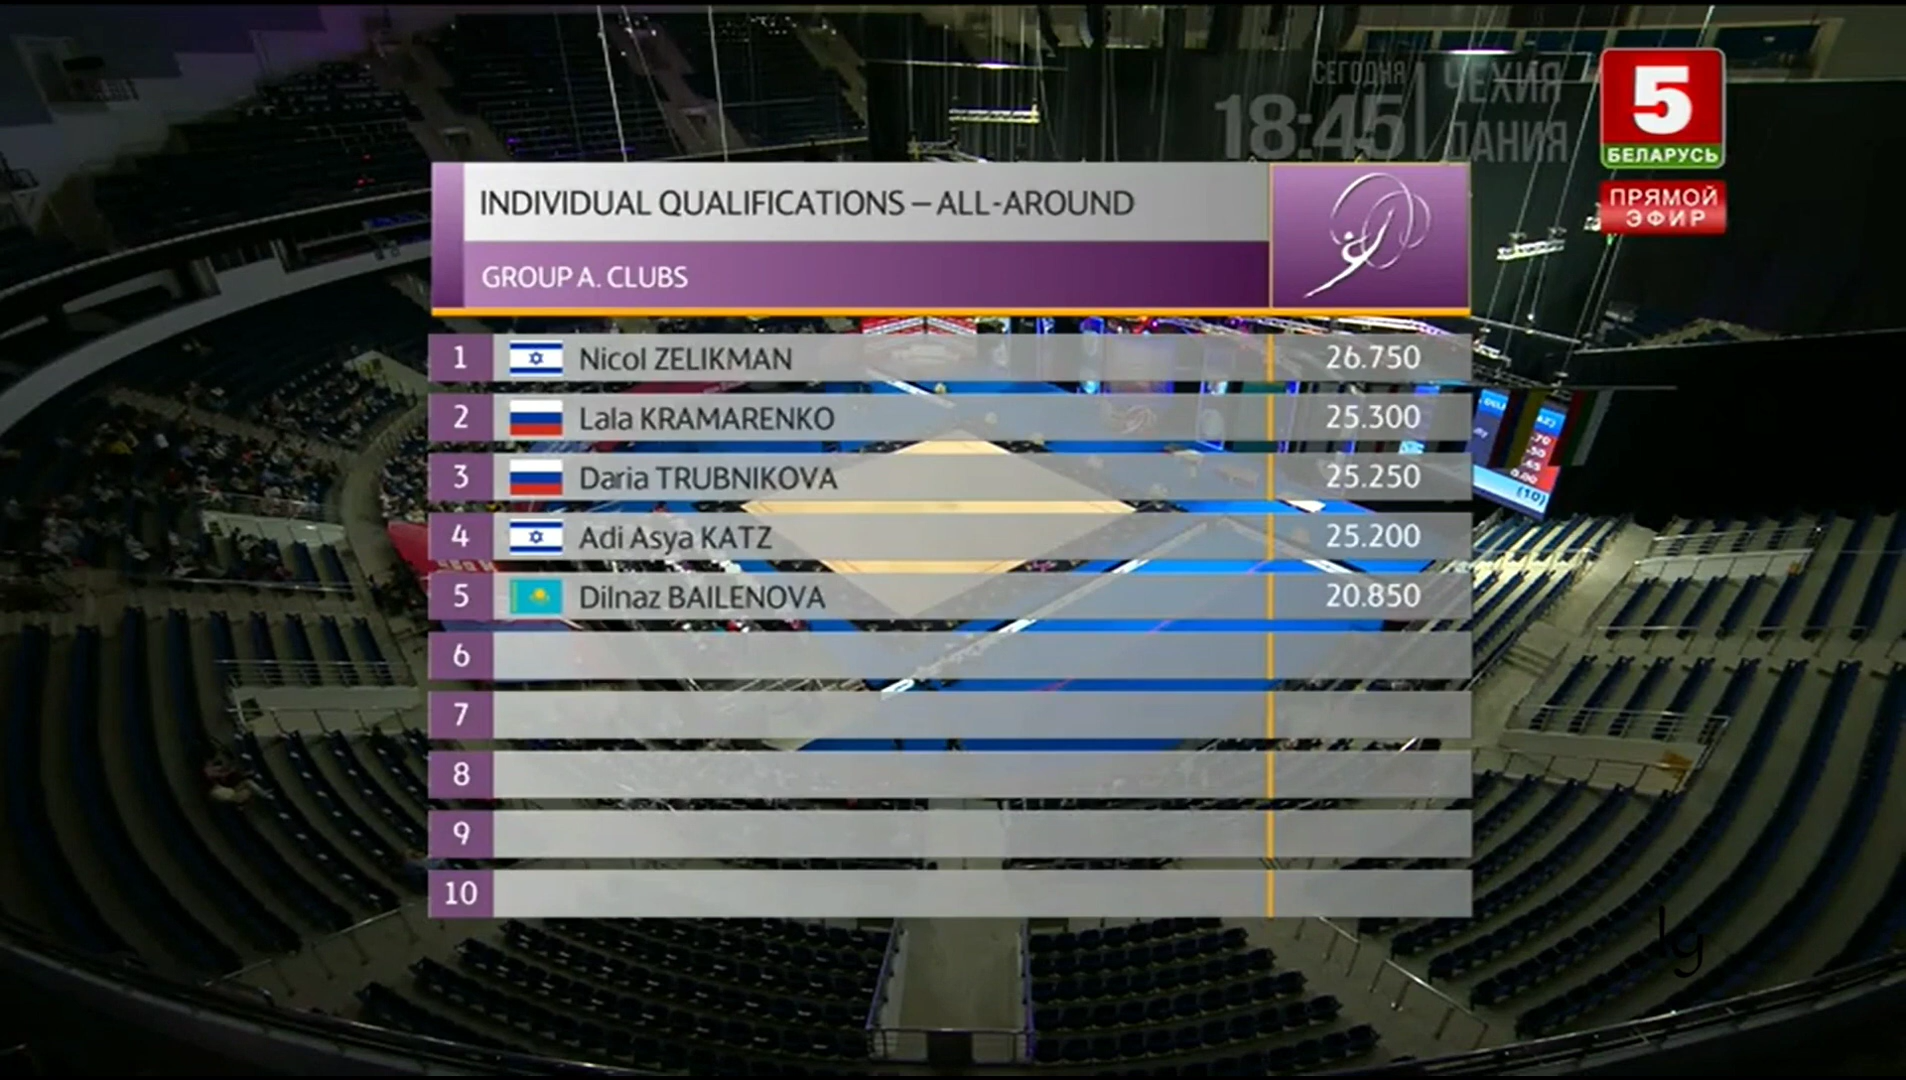 СЕГОДНЯ
18:45
ЧЕХИЯ
ДАНИЯ
5
БЕЛАРУСЬ
ПРЯМОЙ
ЭФИР
INDIVIDUAL QUALIFICATIONS – ALL-AROUND
GROUP A. CLUBS
1 Nicol ZELIKMAN 26.750
2 Lala KRAMARENKO 25.300
3 Daria TRUBNIKOVA 25.250
4 Adi Asya KATZ 25.200
5 Dilnaz BAILENOVA 20.850
6
7
8
9
10
ly